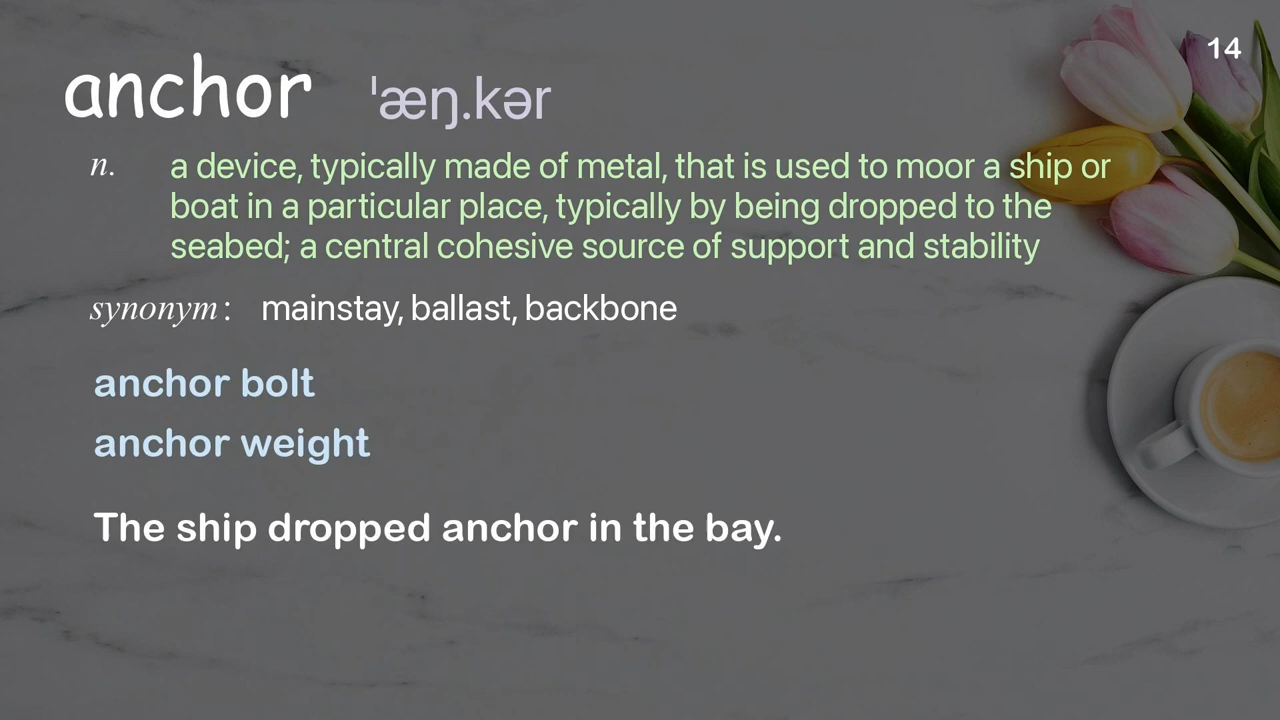 14
anchor ˈæŋ.kər
n. a device, typically made of metal, that is used to moor a ship or
boat in a particular place, typically by being dropped to the
seabed; a central cohesive source of support and stability
synonym: mainstay, ballast, backbone
anchor bolt
anchor weight
The ship dropped anchor in the bay.